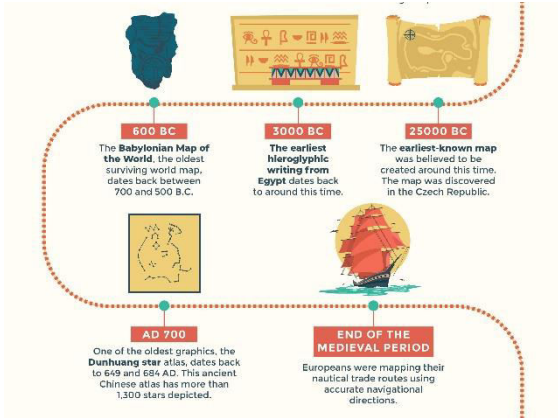 600 BC
The Babylonian Map of
the World, the oldest
surviving world map,
dates back between
700 and 500 B.C.
3000 BC
The earliest
hieroglyphic
writing from
Egypt dates back
to around this time.
25000 BC
The earliest-known map
was believed to be
created around this time.
The map was discovered
in the Czech Republic.
AD 700
One of the oldest graphics, the
Dunhuang star atlas, dates back
to 649 and 684 AD. This ancient
Chinese atlas has more than
1,300 stars depicted.
END OF THE
MEDIEVAL PERIOD
Europeans were mapping their
nautical trade routes using
accurate navigational
directions.